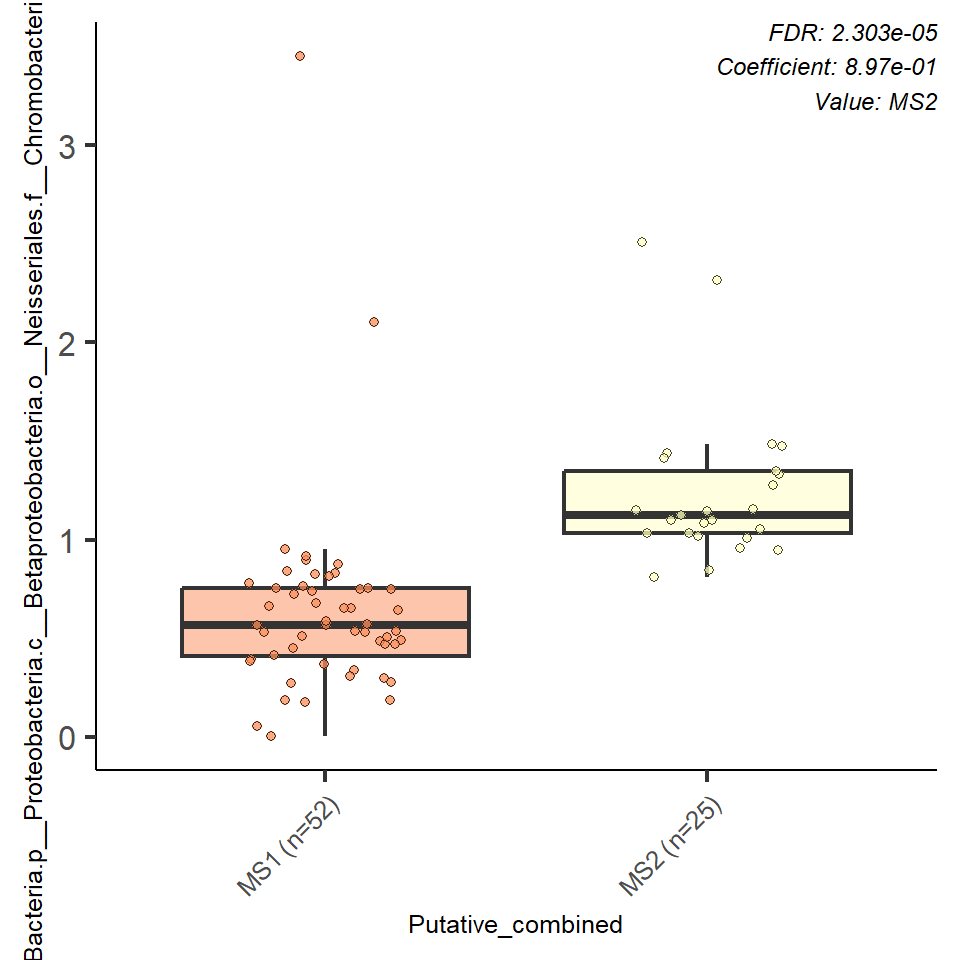 FDR: 2.303e-05
Coefficient: 8.97e-01
Value: MS2
Bacteria.p__Proteobacteria.c__Betaproteobacteria.o__Neisseriales.f__Chromobacteri
3
2
1
0
MS1 (n=52)
MS2 (n=25)
Putative_combined